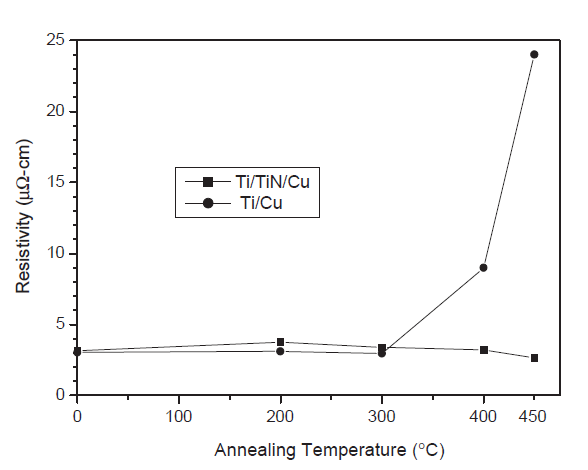 25
20
15
10
5
0
Resistivity (μΩ-cm)
Ti/TiN/Cu
Ti/Cu
0 100 200 300 400 450
Annealing Temperature (°C)